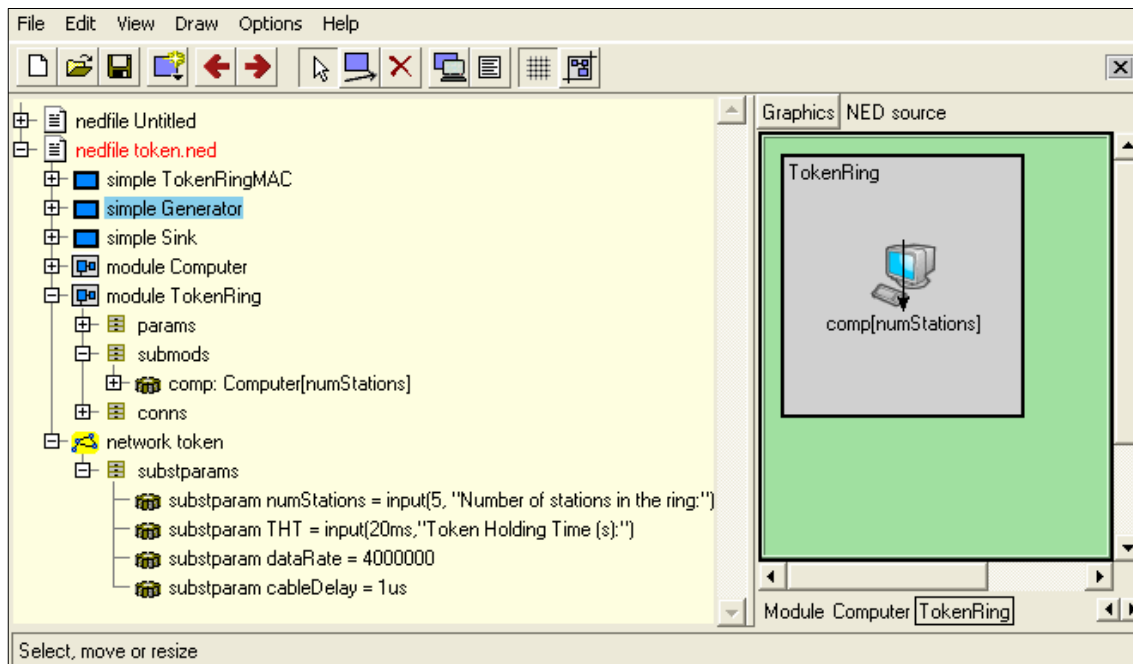 File Edit View Draw Options Help
nedfile Untitled
nedfile token.ned
simple TokenRingMAC
simple Generator
simple Sink
module Computer
module TokenRing
params
submods
comp: Computer[numStations]
conns
network token
substparams
substparam numStations = input(5, "Number of stations in the ring:")
substparam THT = input(20ms,"Token Holding Time (s):")
substparam dataRate = 4000000
substparam cableDelay = 1us
Graphics NED source
TokenRing
comp[numStations]
Module Computer TokenRing
Select, move or resize